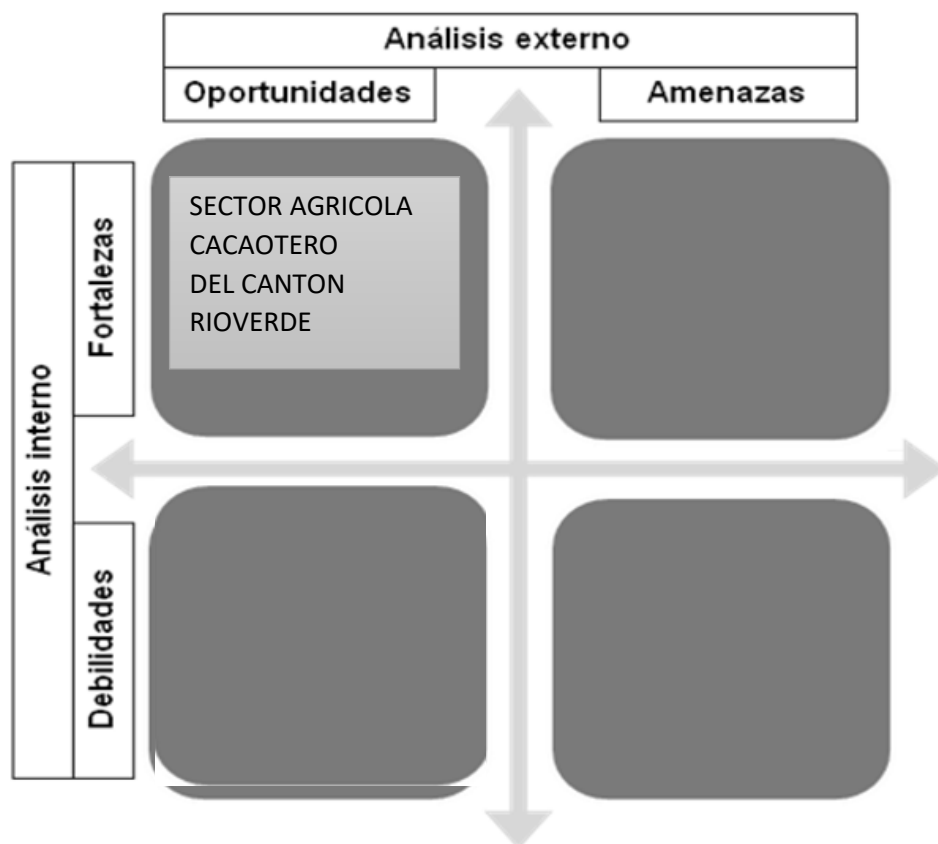 Análisis externo
Oportunidades
Amenazas
Análisis interno
Fortalezas
SECTOR AGRICOLA
CACAOTERO
DEL CANTON
RIOVERDE
Debilidades